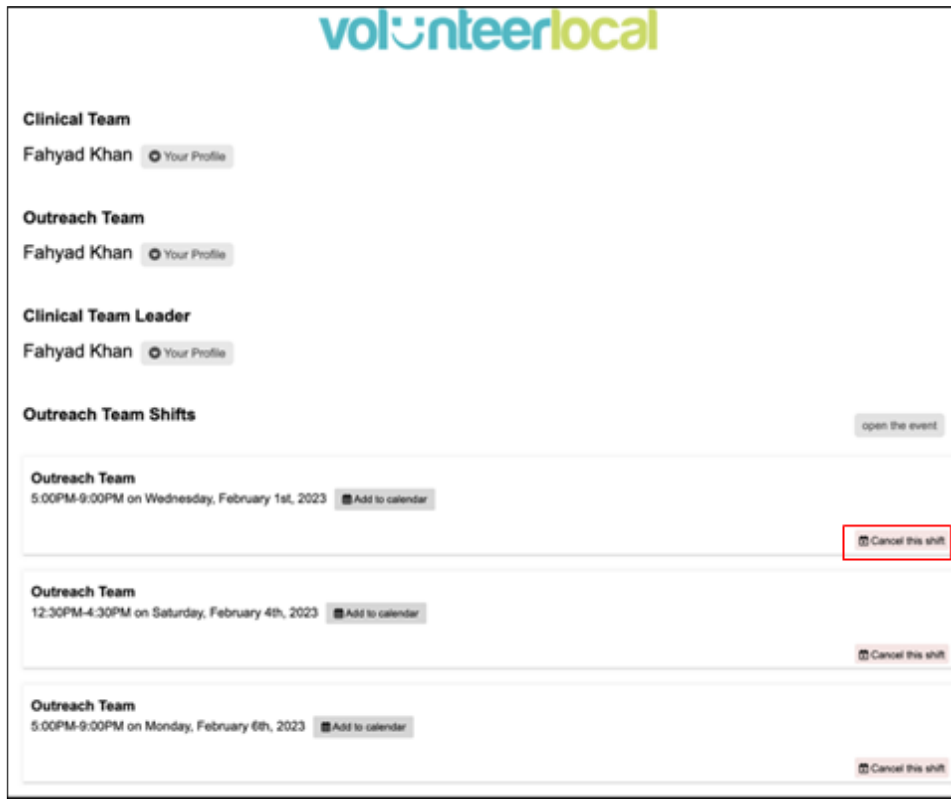 volunteerlocal
Clinical Team
Fahyad Khan Your Profile
Outreach Team
Fahyad Khan Your Profile
Clinical Team Leader
Fahyad Khan Your Profile
Outreach Team Shifts
open the event
Outreach Team
5:00PM-9:00PM on Wednesday, February 1st, 2023 Add to calendar
Cancel this shift
Outreach Team
12:30PM-4:30PM on Saturday, February 4th, 2023 Add to calendar
Cancel this shift
Outreach Team
5:00PM-9:00PM on Monday, February 6th, 2023 Add to calendar
Cancel this shift